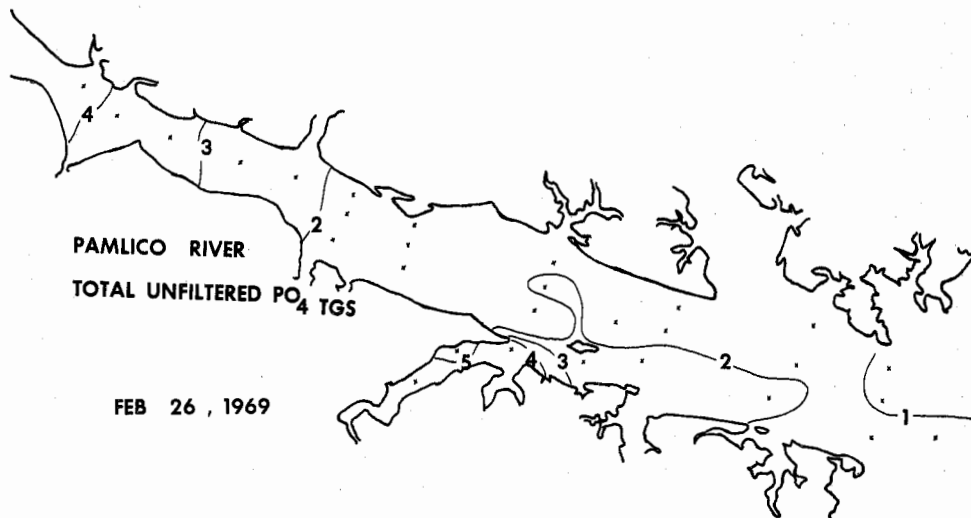 4
3
2
PAMLICO RIVER
TOTAL UNFILTERED PO4 TGS
5 4 3 2
FEB 26 , 1969
1